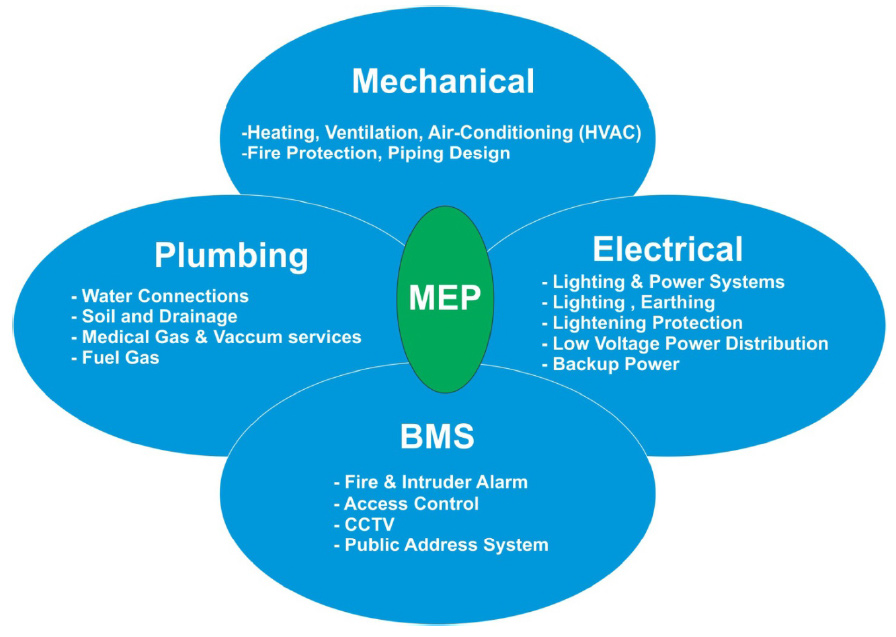 Mechanical
-Heating, Ventilation, Air-Conditioning (HVAC)
-Fire Protection, Piping Design
Plumbing
- Water Connections
- Soil and Drainage
- Medical Gas & Vaccum services
- Fuel Gas
MEP
Electrical
- Lighting & Power Systems
- Lighting , Earthing
- Lightening Protection
- Low Voltage Power Distribution
- Backup Power
BMS
- Fire & Intruder Alarm
- Access Control
- CCTV
- Public Address System